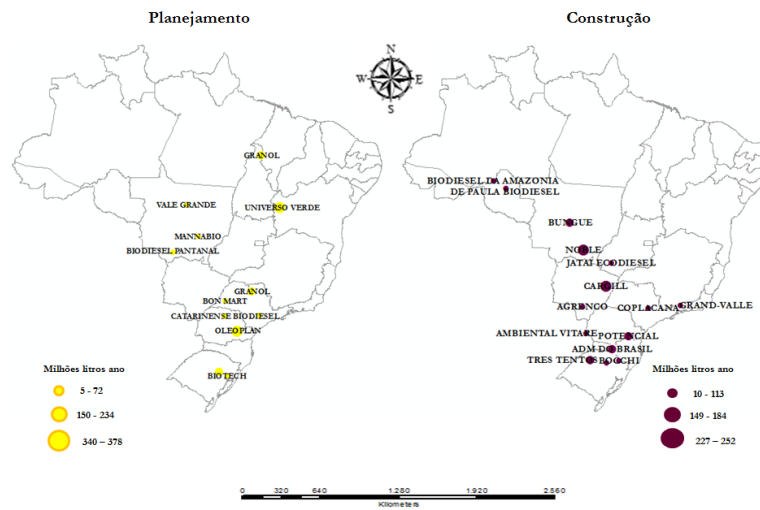 Planejamento
Construção
N
W
E
S
GRANOL
VALE GRANDE
UNIVERSO VERDE
MANNABIO
BIODIESEL PANTANAL
GRANOL
BON MART
CATARINENSE BIODIESEL
OLEOPLAN
BIOTECH
Milhões litros ano
5 - 72
150 - 234
340 – 378
BIODIESEL DA AMAZONIA
DE PAULA BIODIESEL
BUNGUE
NOBLE
JATAI ECODIESEL
CARGILL
AGRENCO
COPLACANA
GRAND-VALLE
AMBIENTAL VITARE
POTENCIAL
ADM DO BRASIL
TRES TENTOS
BOCCHI
Milhões litros ano
10 - 113
149 - 184
227 – 252
0 320 640 1.280 1.920 2.560
Kilometers